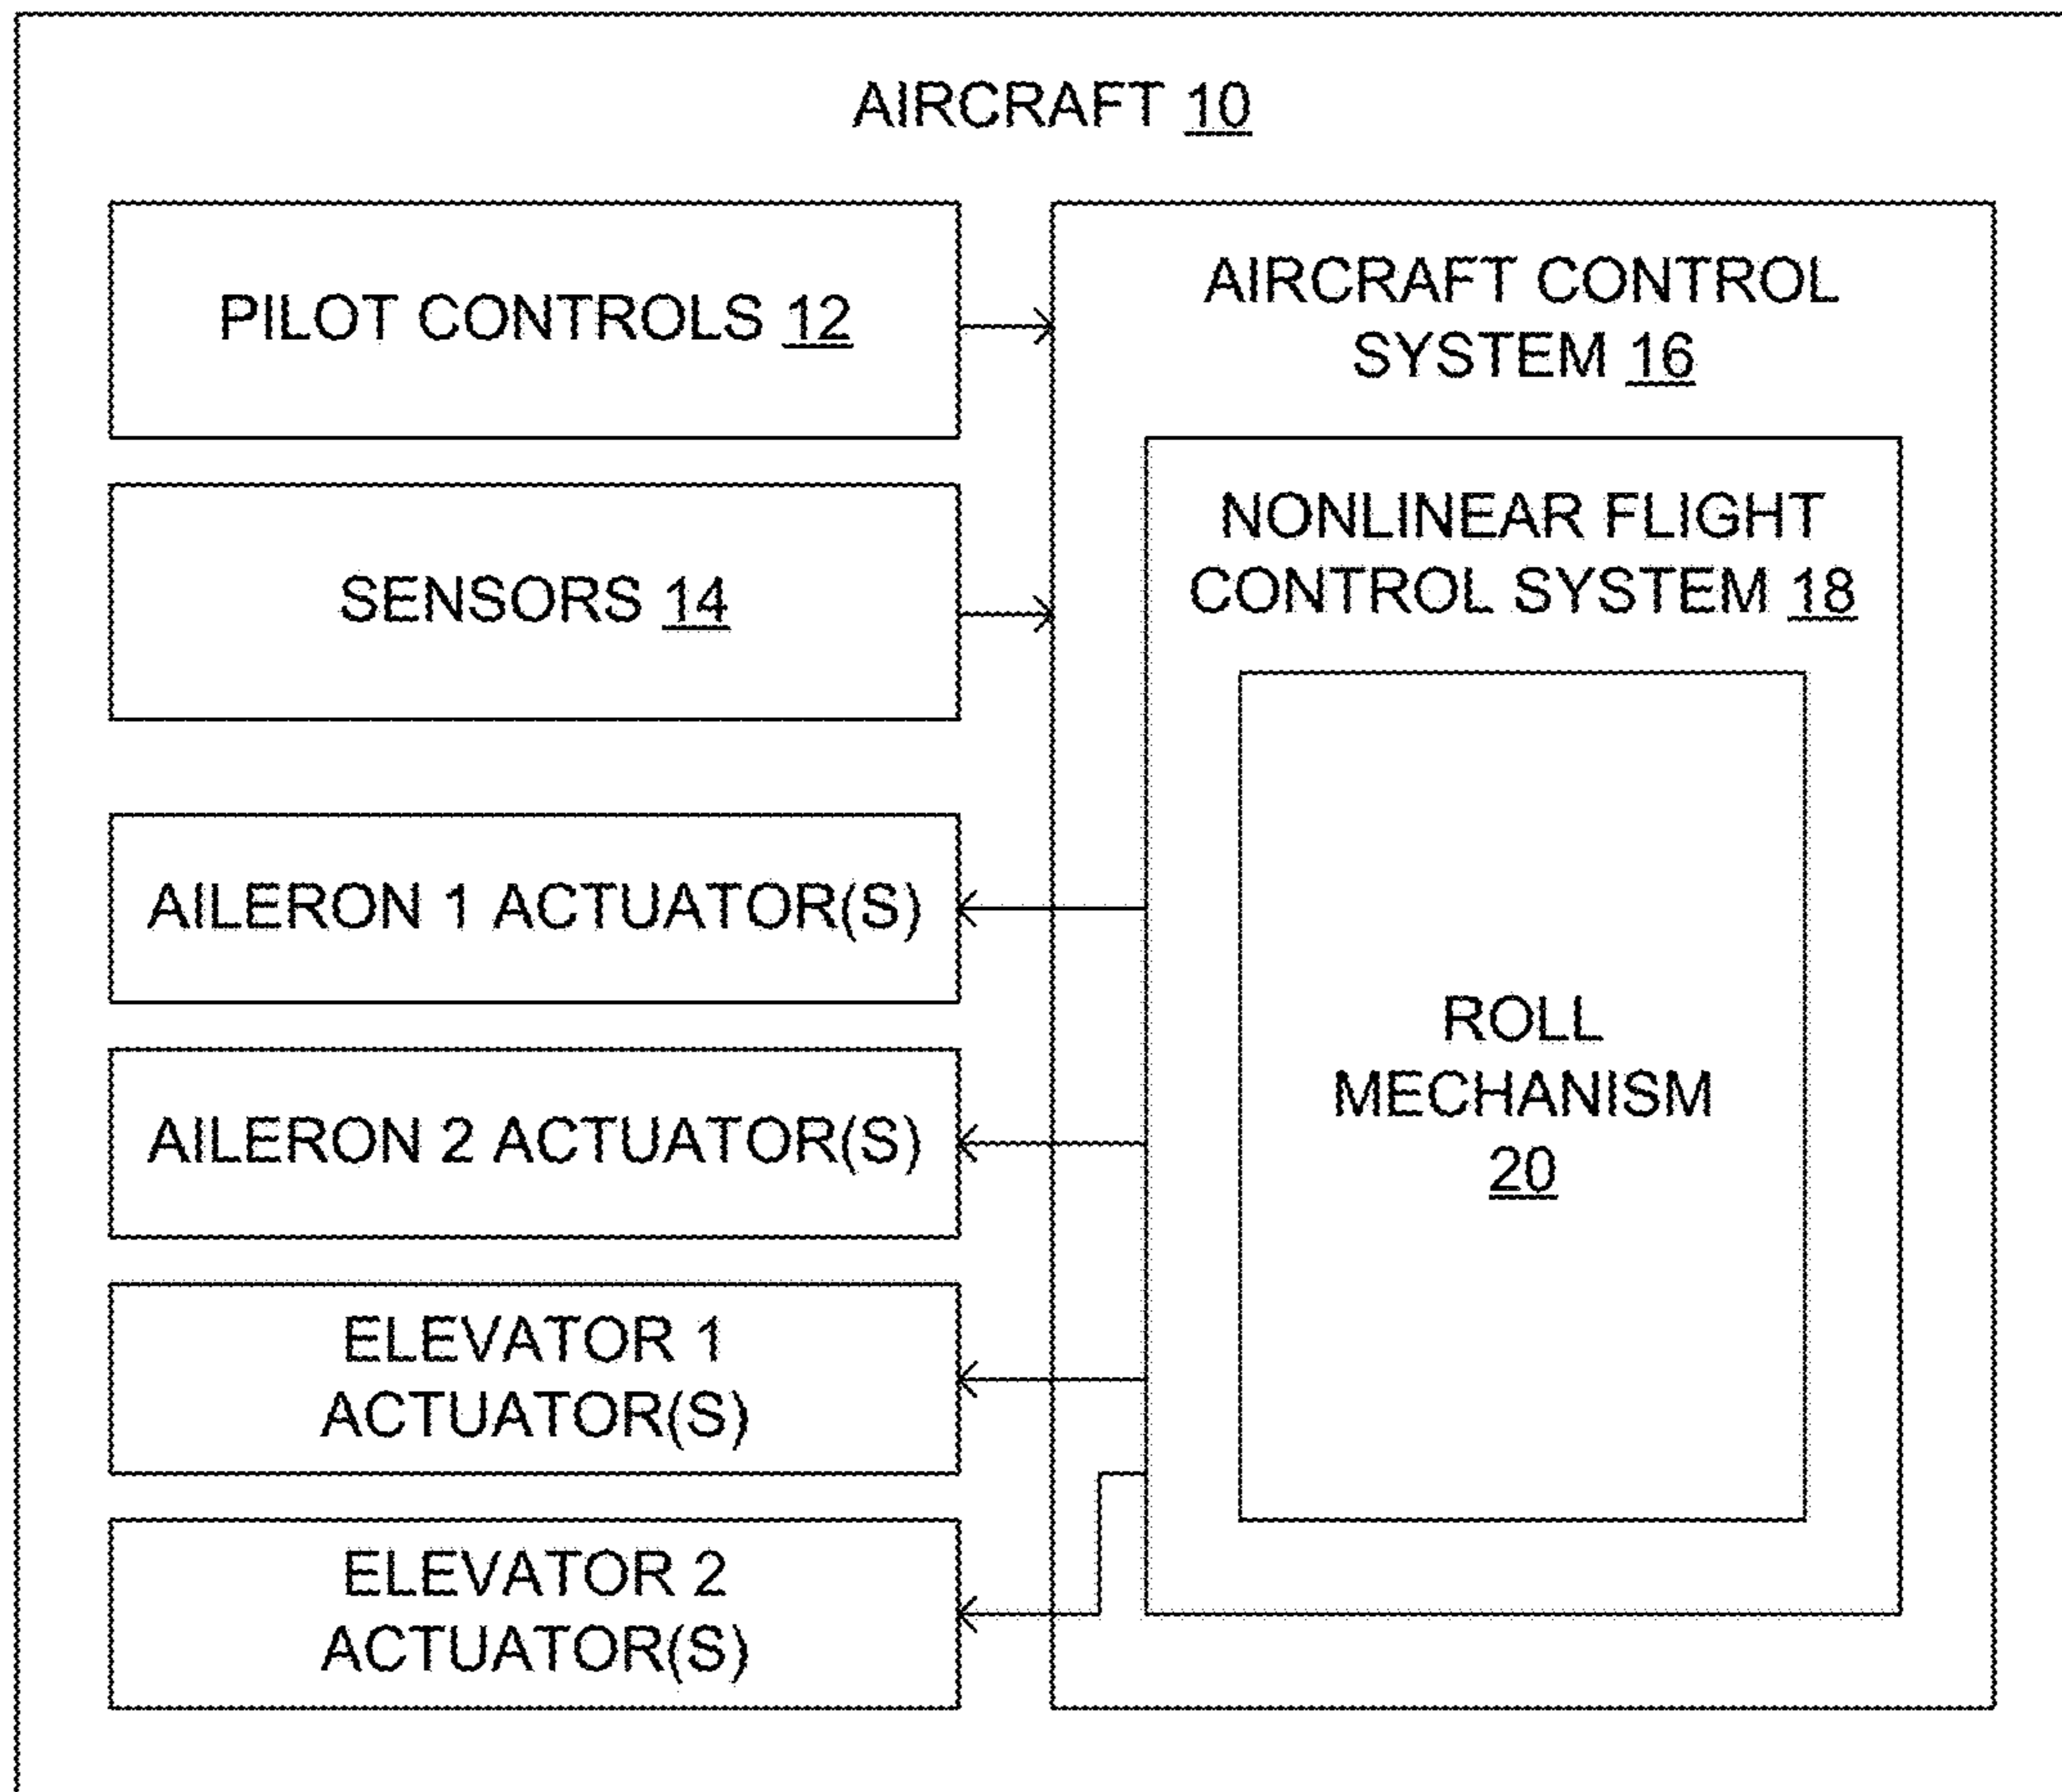 AIRCRAFT 10
PILOT CONTROLS 12
SENSORS 14
AILERON 1 ACTUATOR(S)
AILERON 2 ACTUATOR(S)
ELEVATOR 1
ACTUATOR(S)
ELEVATOR 2
ACTUATOR(S)
AIRCRAFT CONTROL
SYSTEM 16
NONLINEAR FLIGHT
CONTROL SYSTEM 18
ROLL
MECHANISM
20